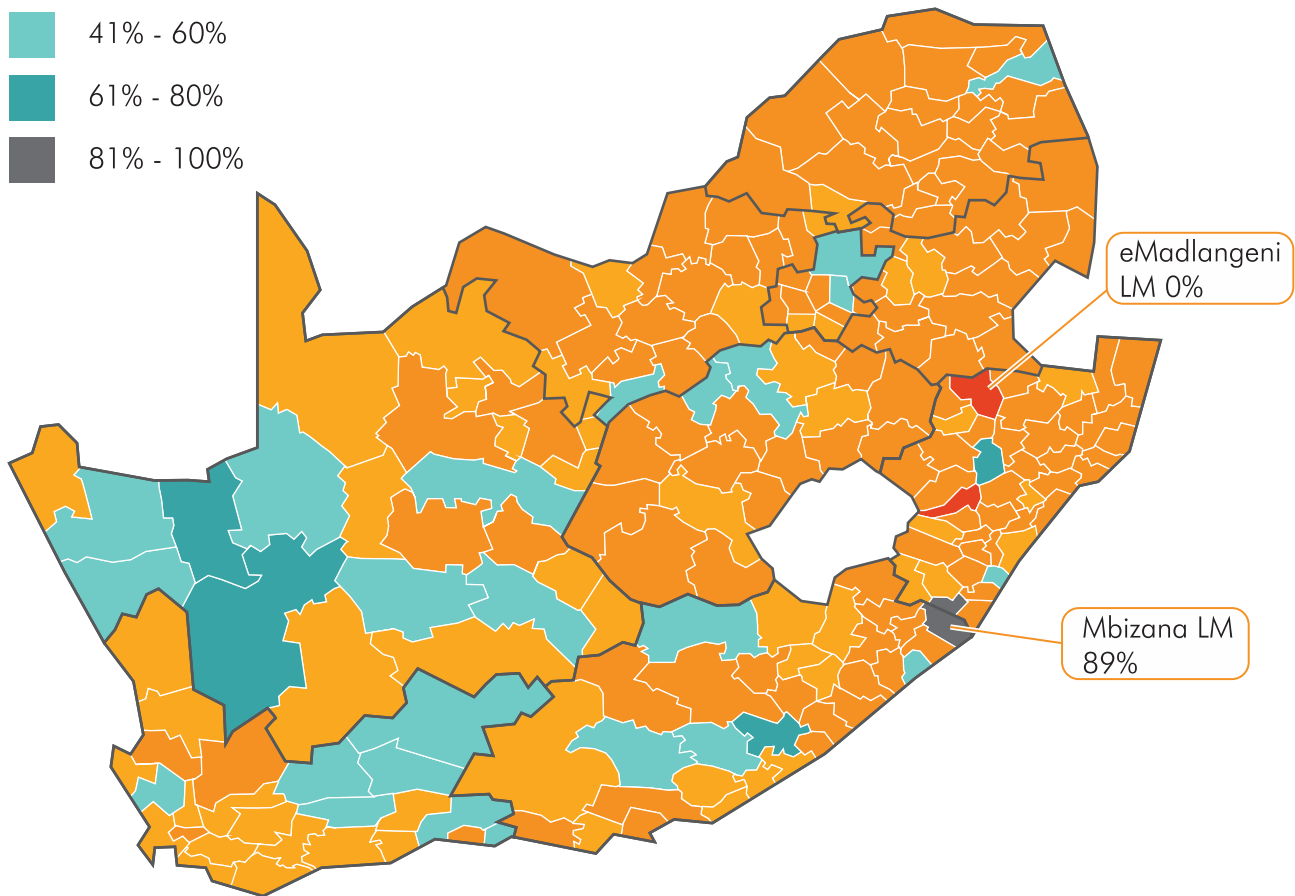 41% - 60%
61% - 80%
81% - 100%
eMadlangeni
LM 0%
Mbizana LM
89%